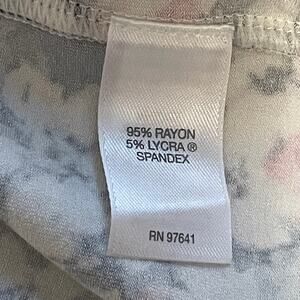 95% RAYON
5% LYCRA ®
SPANDEX
RN 97641